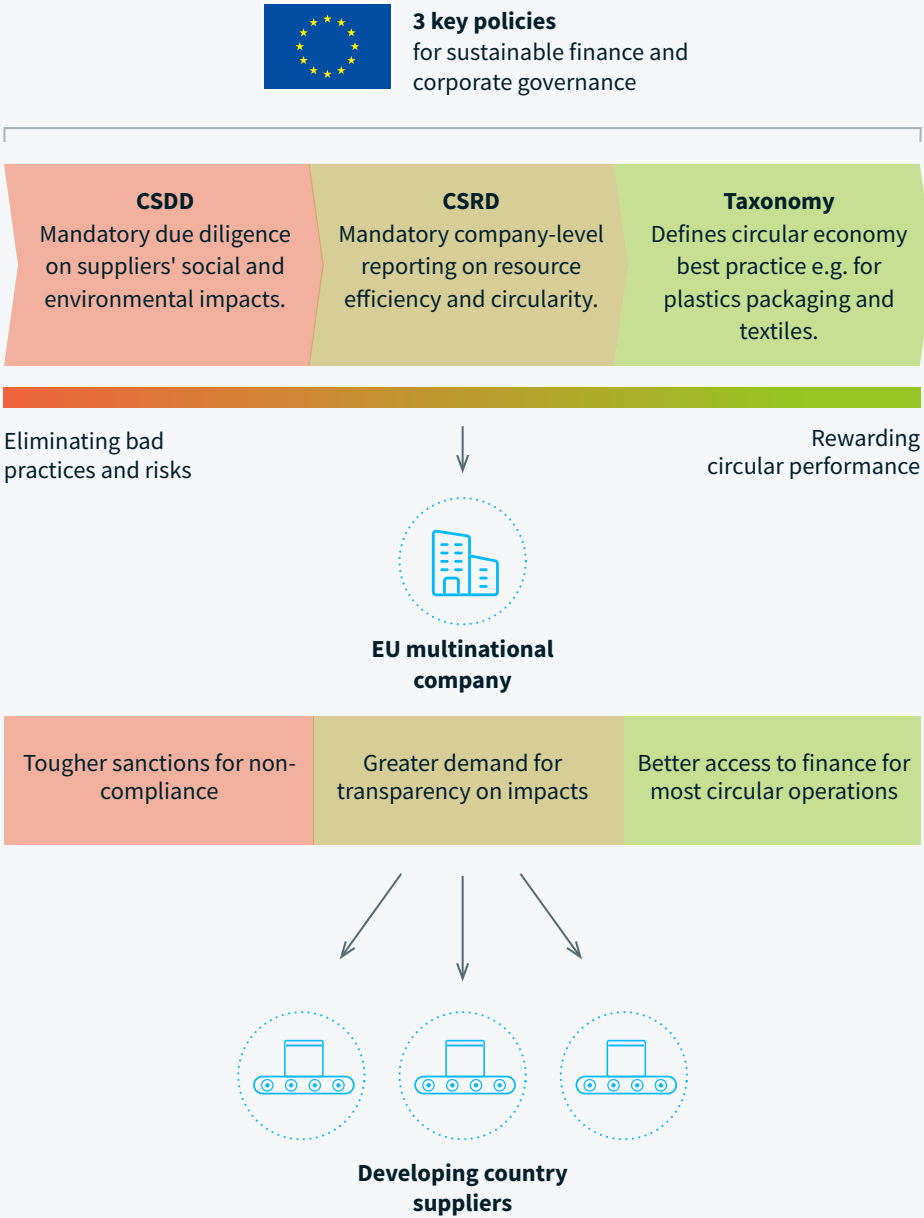 3 key policies
for sustainable finance and
corporate governance
CSDD
Mandatory due diligence
on suppliers' social and
environmental impacts.
CSRD
Mandatory company-level
reporting on resource
efficiency and circularity.
Taxonomy
Defines circular economy
best practice e.g. for
plastics packaging and
textiles.
Eliminating bad
practices and risks
Rewarding
circular performance
EU multinational
company
Tougher sanctions for non-
compliance
Greater demand for
transparency on impacts
Better access to finance for
most circular operations
Developing country
suppliers